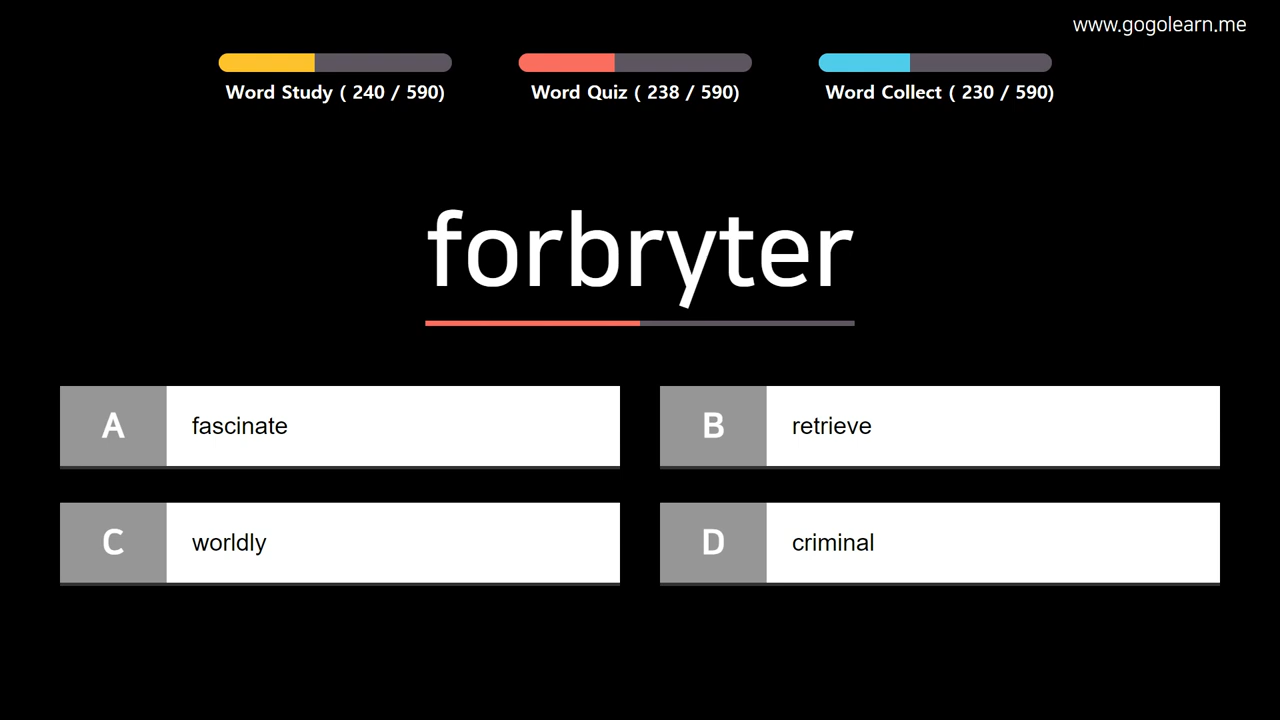 www.gogolearn.me
Word Study ( 240 / 590)
Word Quiz ( 238 / 590)
Word Collect ( 230 / 590)
forbryter
A fascinate
B retrieve
C worldly
D criminal